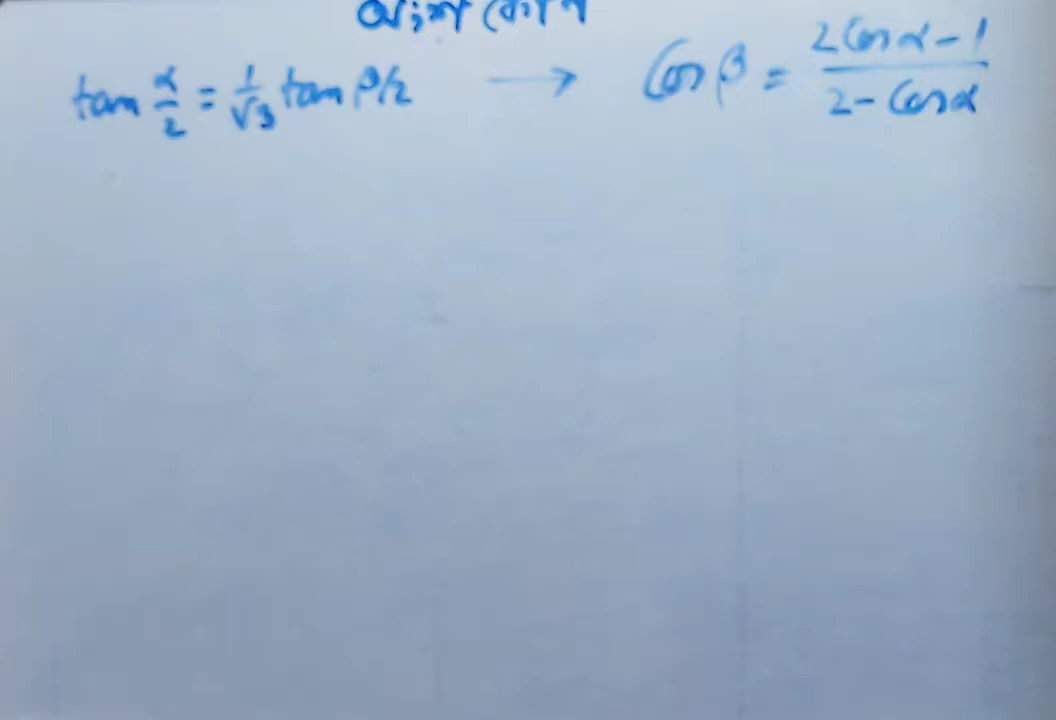 tan α/2 = 1/√3 tan β/2 → Cos β = (2Cos α - 1)/(2 - Cos α)